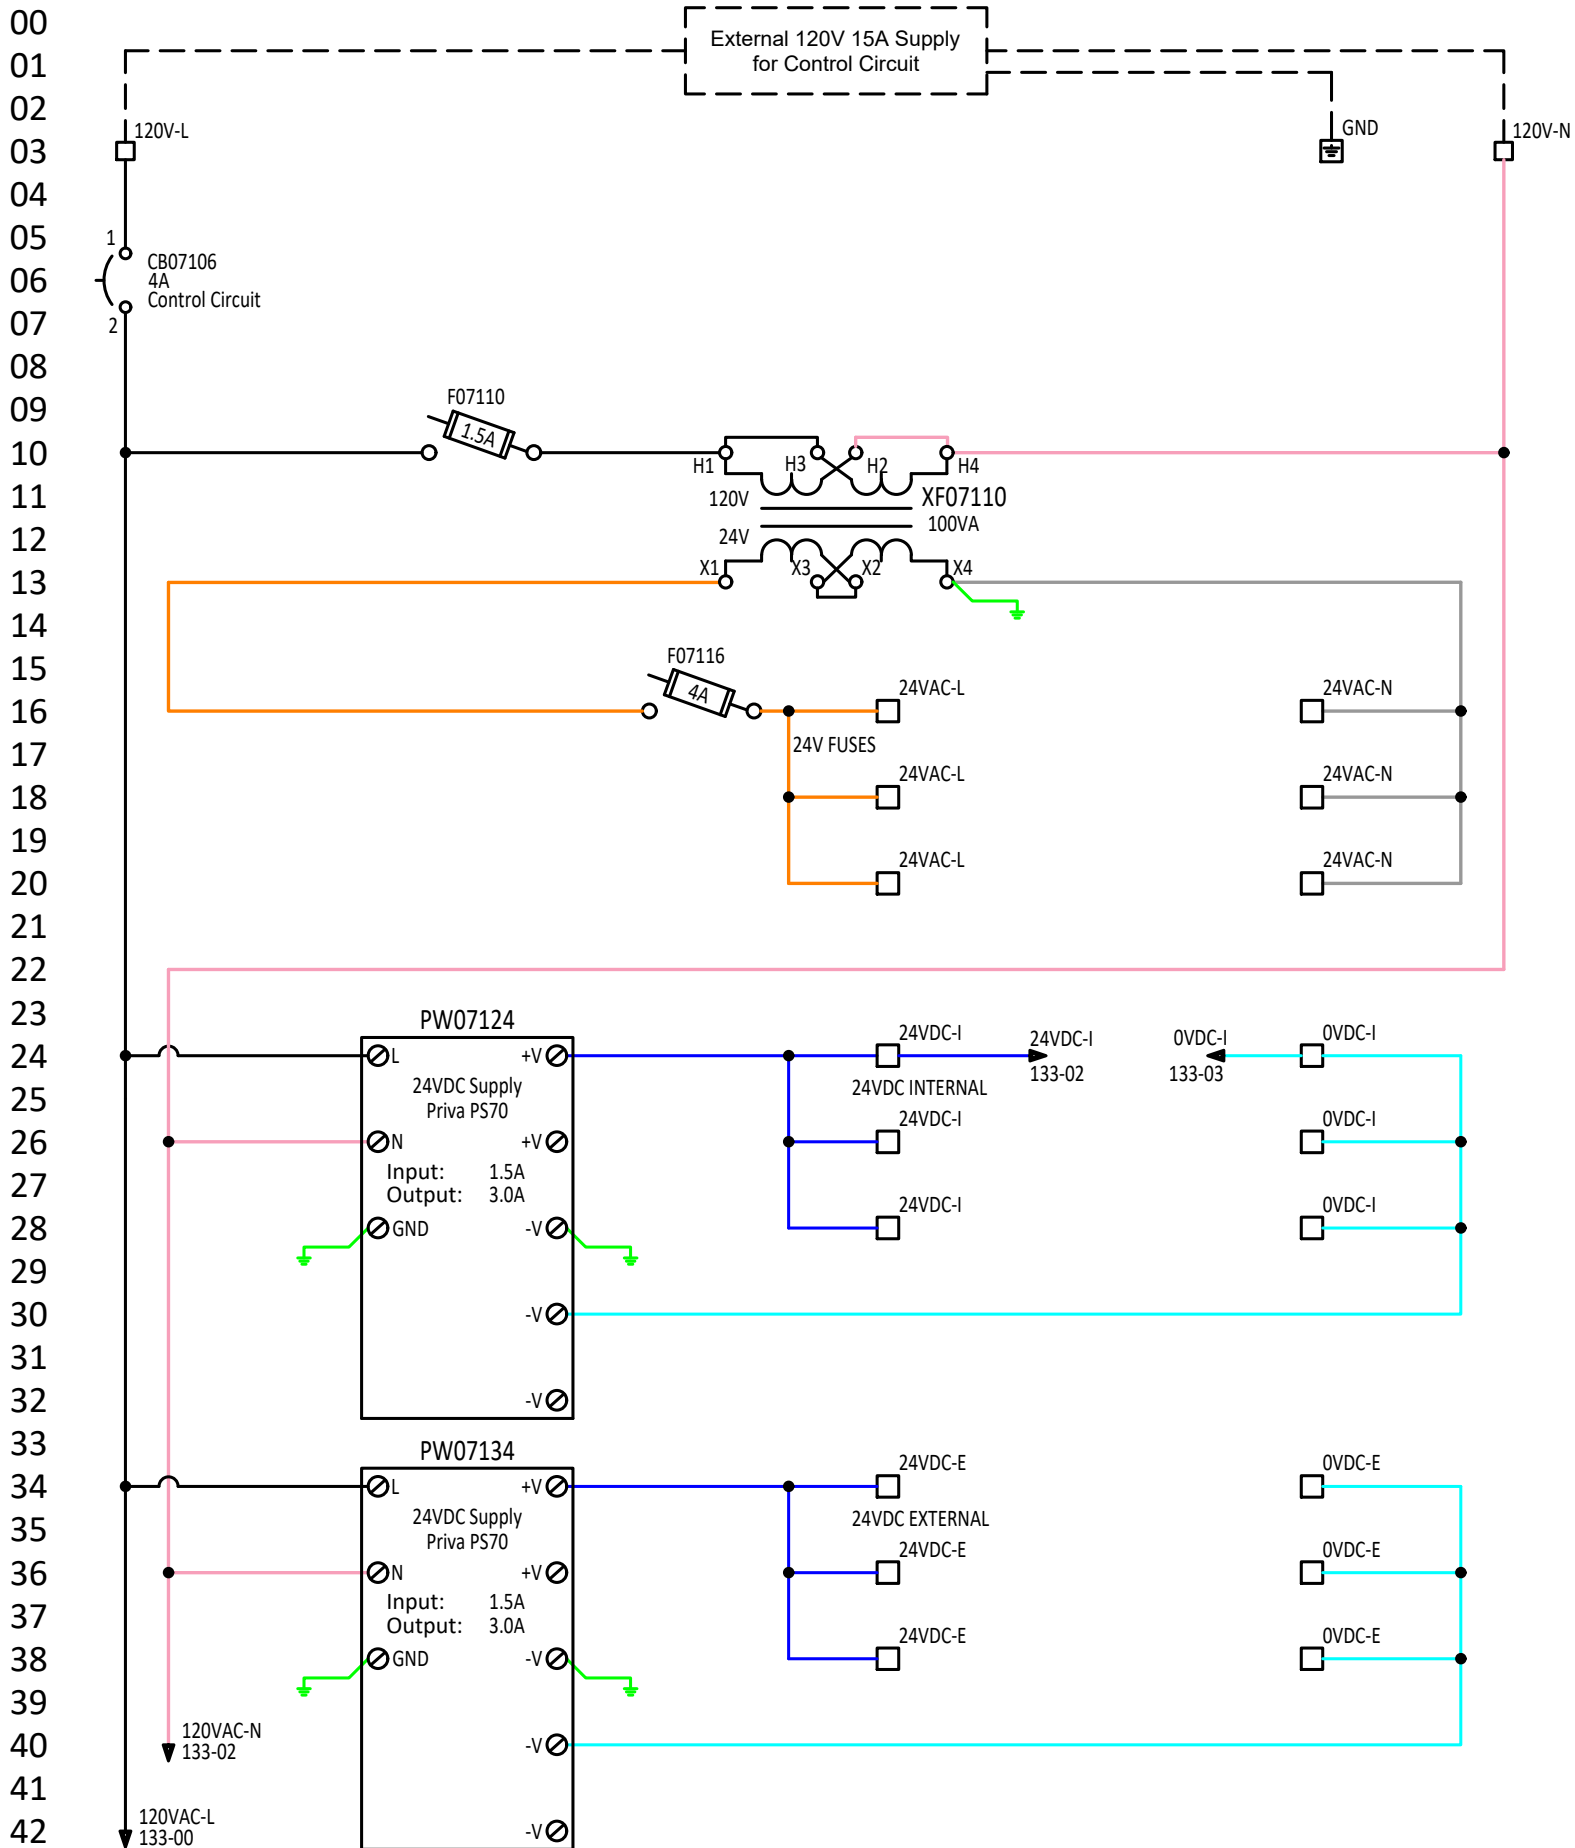 00
External 120V 15A Supply
01
for Control Circuit
02
120V-L
GND
120V-N
03
04
05
1
CB07106
06
4A
Control Circuit
07
2
08
F07110
09
1.5A
10
H1
H3
H2
H4
11
120V
XF07110
100VA
12
24V
X1
X3
X2
X4
13
14
15
F07116
4A
24VAC-L
24VAC-N
16
17
24V FUSES
24VAC-L
24VAC-N
18
19
24VAC-L
24VAC-N
20
21
22
23
PW07124
24VDC-I
24VDC-I
0VDC-I
0VDC-I
24
L
+V
133-02
133-03
24VDC Supply
24VDC INTERNAL
25
Priva PS70
24VDC-I
0VDC-I
26
N
+V
Input: 1.5A
27
Output: 3.0A
24VDC-I
0VDC-I
28
GND
-V
29
30
-V
31
32
-V
33
PW07134
24VDC-E
0VDC-E
34
L
+V
24VDC Supply
24VDC EXTERNAL
35
Priva PS70
24VDC-E
0VDC-E
36
N
+V
Input: 1.5A
37
Output: 3.0A
24VDC-E
0VDC-E
38
GND
-V
39
120VAC-N
40
133-02
-V
41
120VAC-L
42
133-00
-V